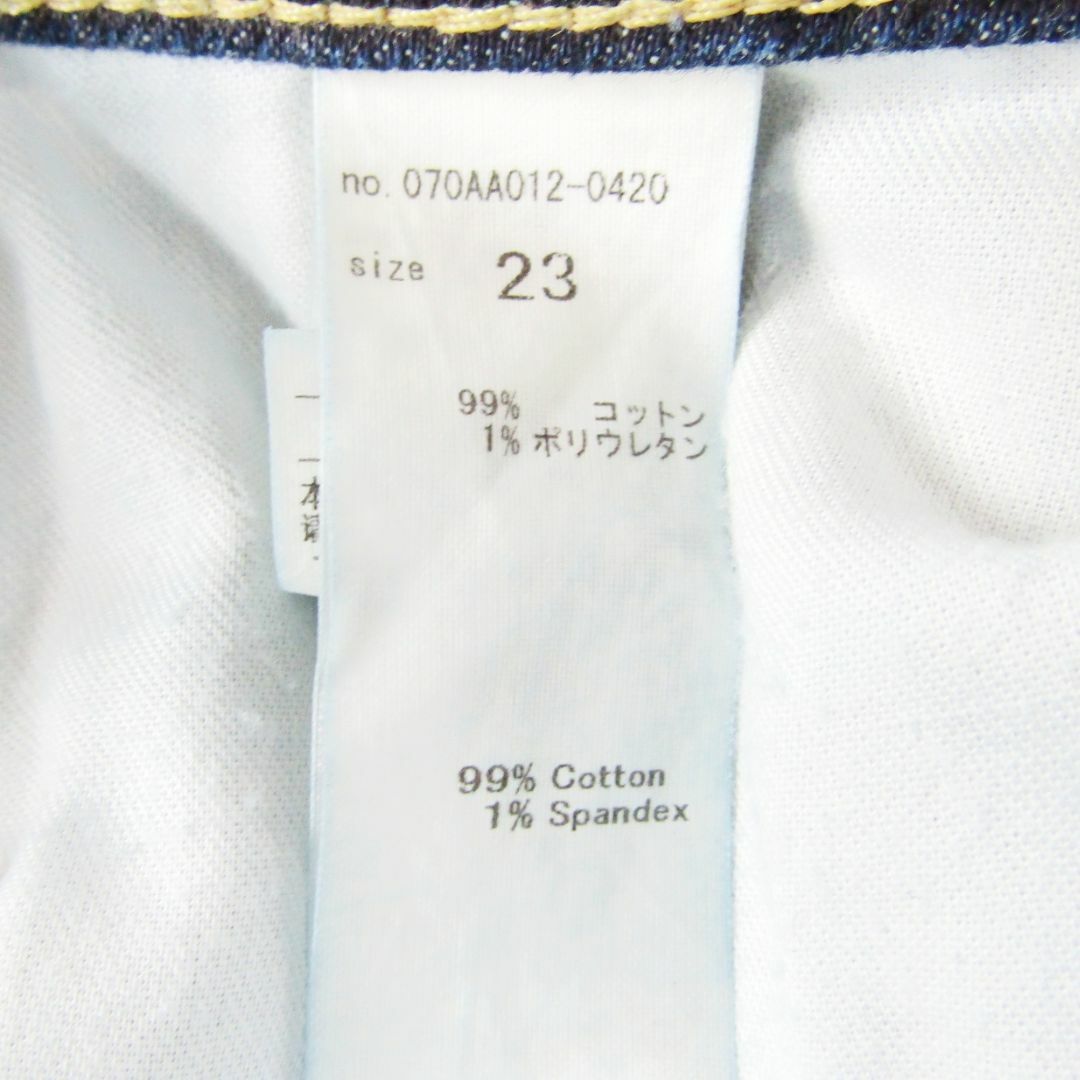 no. 070AA012-0420
size 23
99% コットン
1% ポリウレタン
本
99% Cotton
1% Spandex